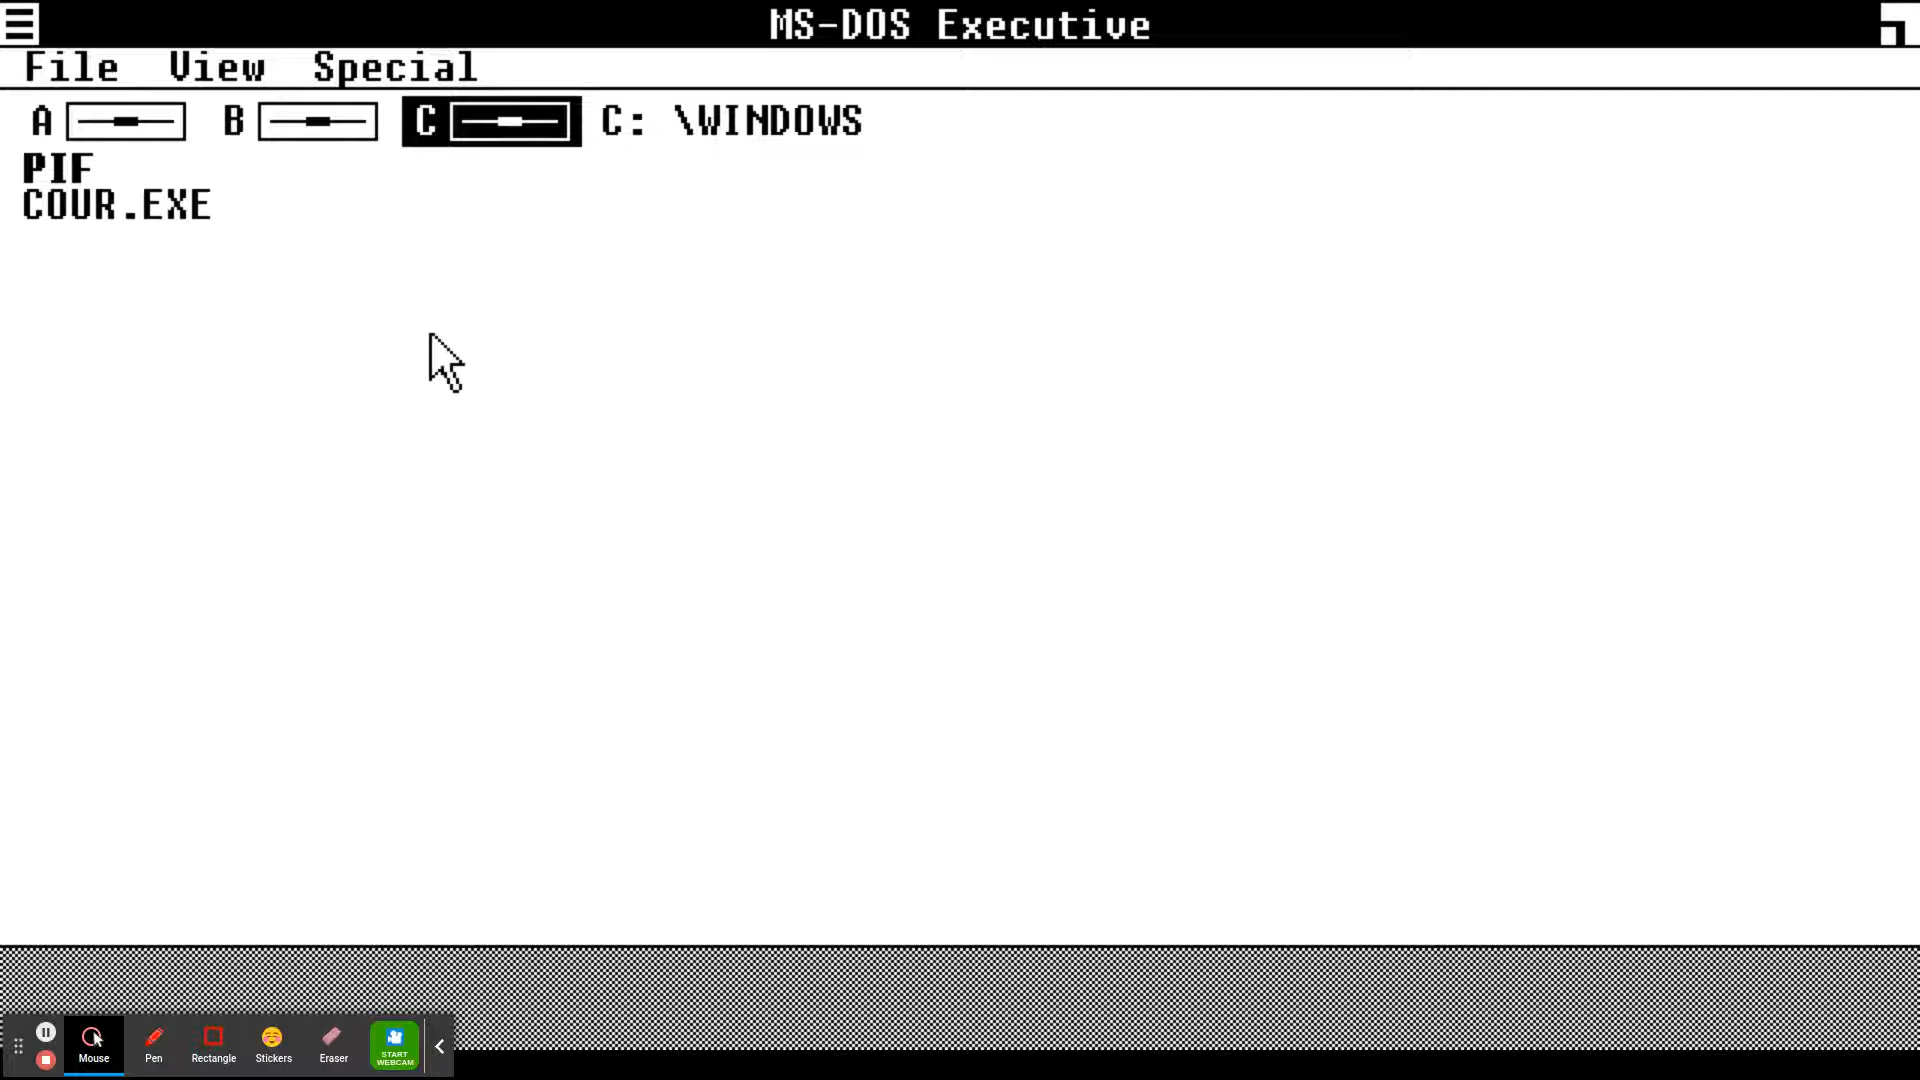 MS-DOS Executive
File View Special
A B C C: \WINDOWS
PIF
COUR.EXE
Mouse Pen Rectangle Stickers Eraser START WEBCAM